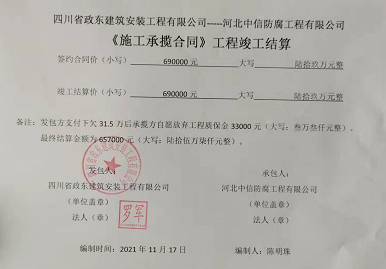 四川省政东建筑安装工程有限公司-----河北中信防腐工程有限公司
《施工承揽合同》工程竣工结算
签约合同价（小写） 690000 元 大写 陆拾玖万元整
竣工结算价（小写） 690000 元 大写 陆拾玖万元整
备注：发包方支付下欠 31.5 万后承揽方自愿放弃工程质保金 33000 元（大写：叁万叁仟元整）。
最终结算金额为 657000 元（大写：陆拾伍万柒仟元整）。
发包人： 承包人：
四川省政东建筑安装工程有限公司 河北中信防腐工程有限公司
（单位盖章） （单位盖章）
法人（章） 罗军 法人（章）
编制时间：2021 年 11 月 17 日 编制人：陈明珠